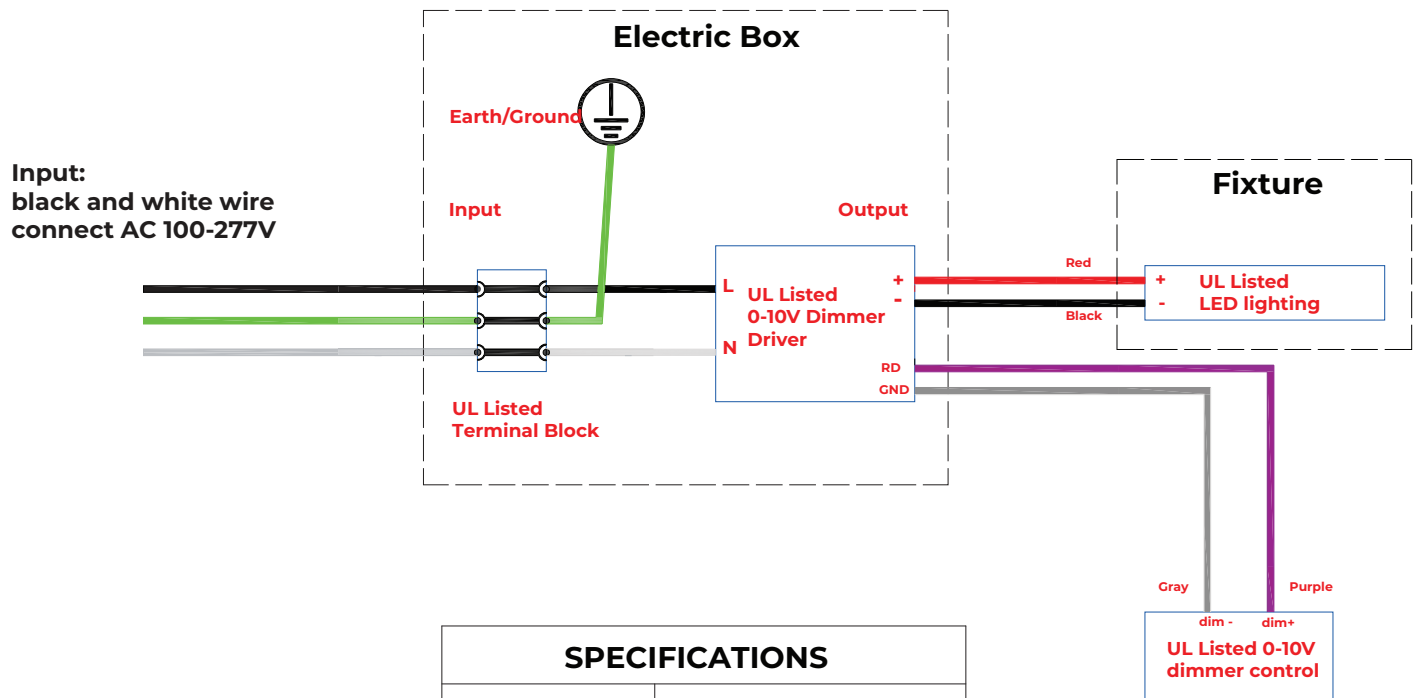 Electric Box
Earth/Ground
Input:
black and white wire
connect AC 100-277V
Input
Output
Fixture
L
N
UL Listed
0-10V Dimmer
Driver
+
-
RD
GND
Red
Black
+
-
UL Listed
LED lighting
UL Listed
Terminal Block
Gray
Purple
dim -
dim+
UL Listed 0-10V
dimmer control
SPECIFICATIONS